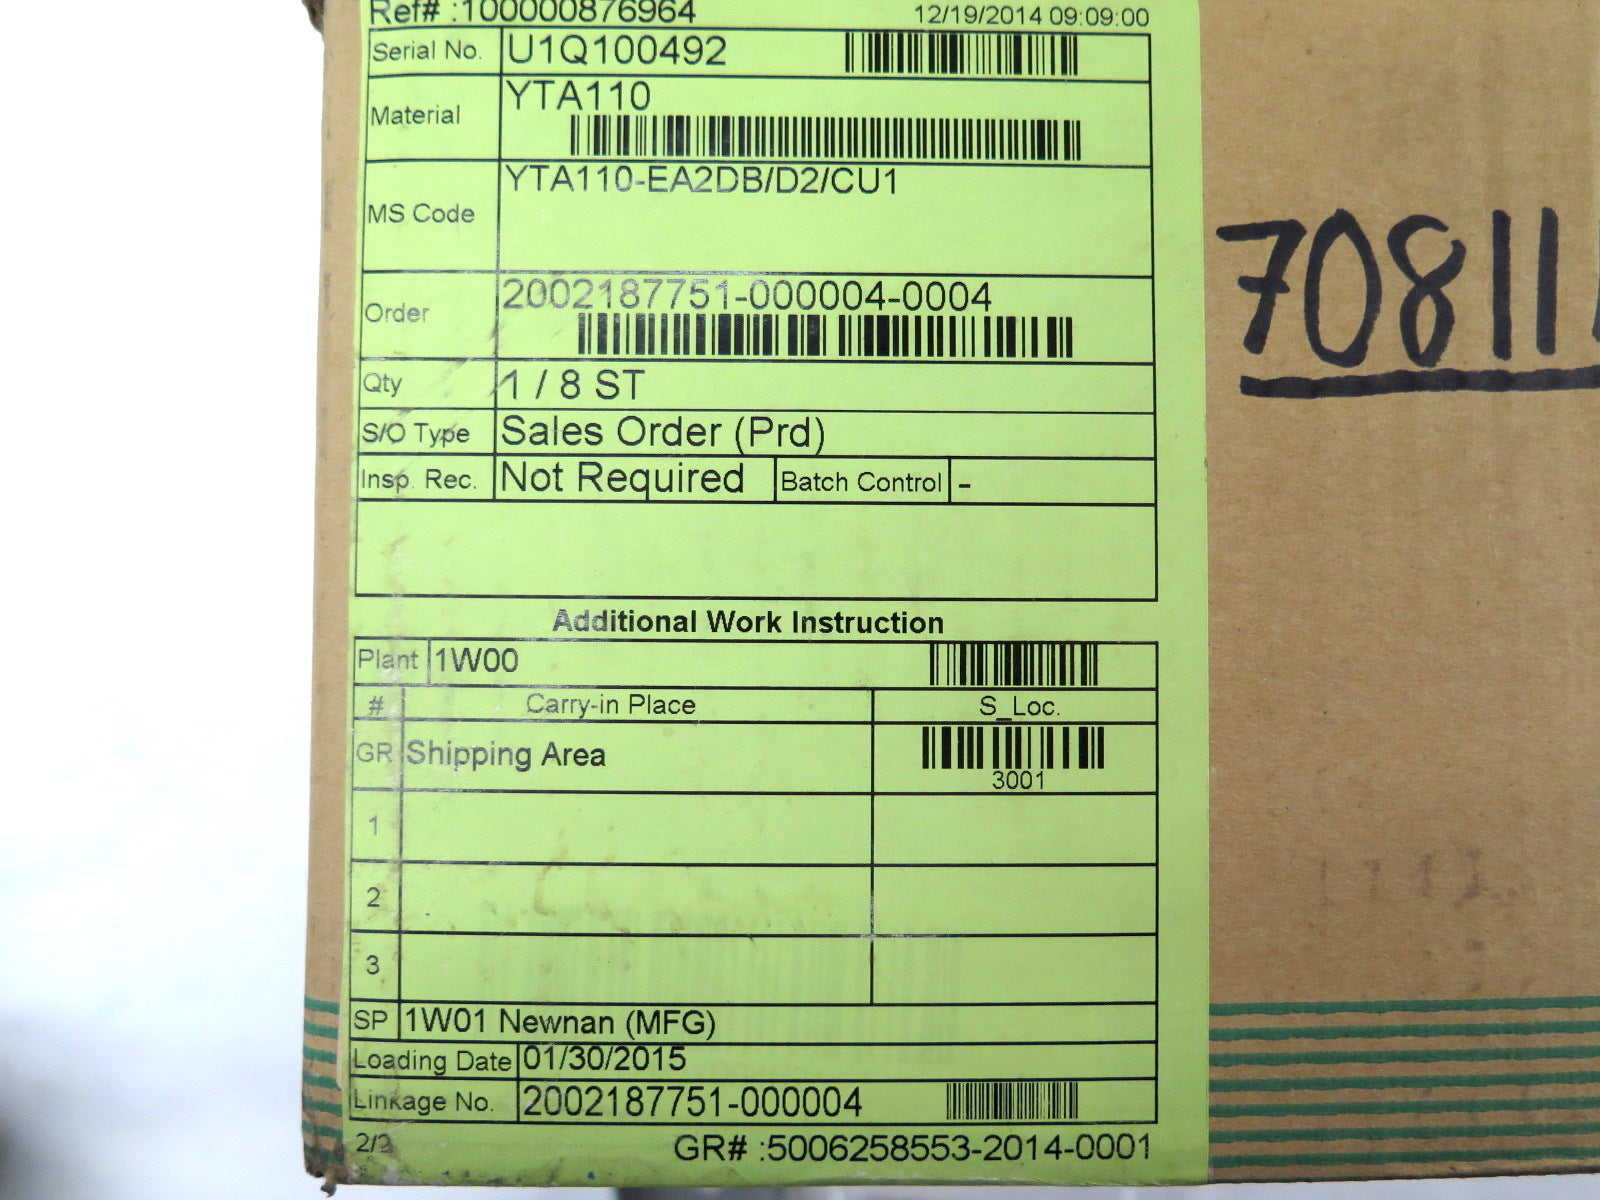 Ref# :100000876964 12/19/2014 09:09:00
Serial No. U1Q100492
Material YTA110
MS Code YTA110-EA2DB/D2/CU1
Order 2002187751-000004-0004
Qty 1 / 8 ST
S/O Type Sales Order (Prd)
Insp. Rec. Not Required Batch Control -
Additional Work Instruction
Plant 1W00
# Carry-in Place S_Loc.
GR Shipping Area
3001
1
2
3
SP 1W01 Newnan (MFG)
Loading Date 01/30/2015
Linkage No. 2002187751-000004
2/2 GR# :5006258553-2014-0001
70811